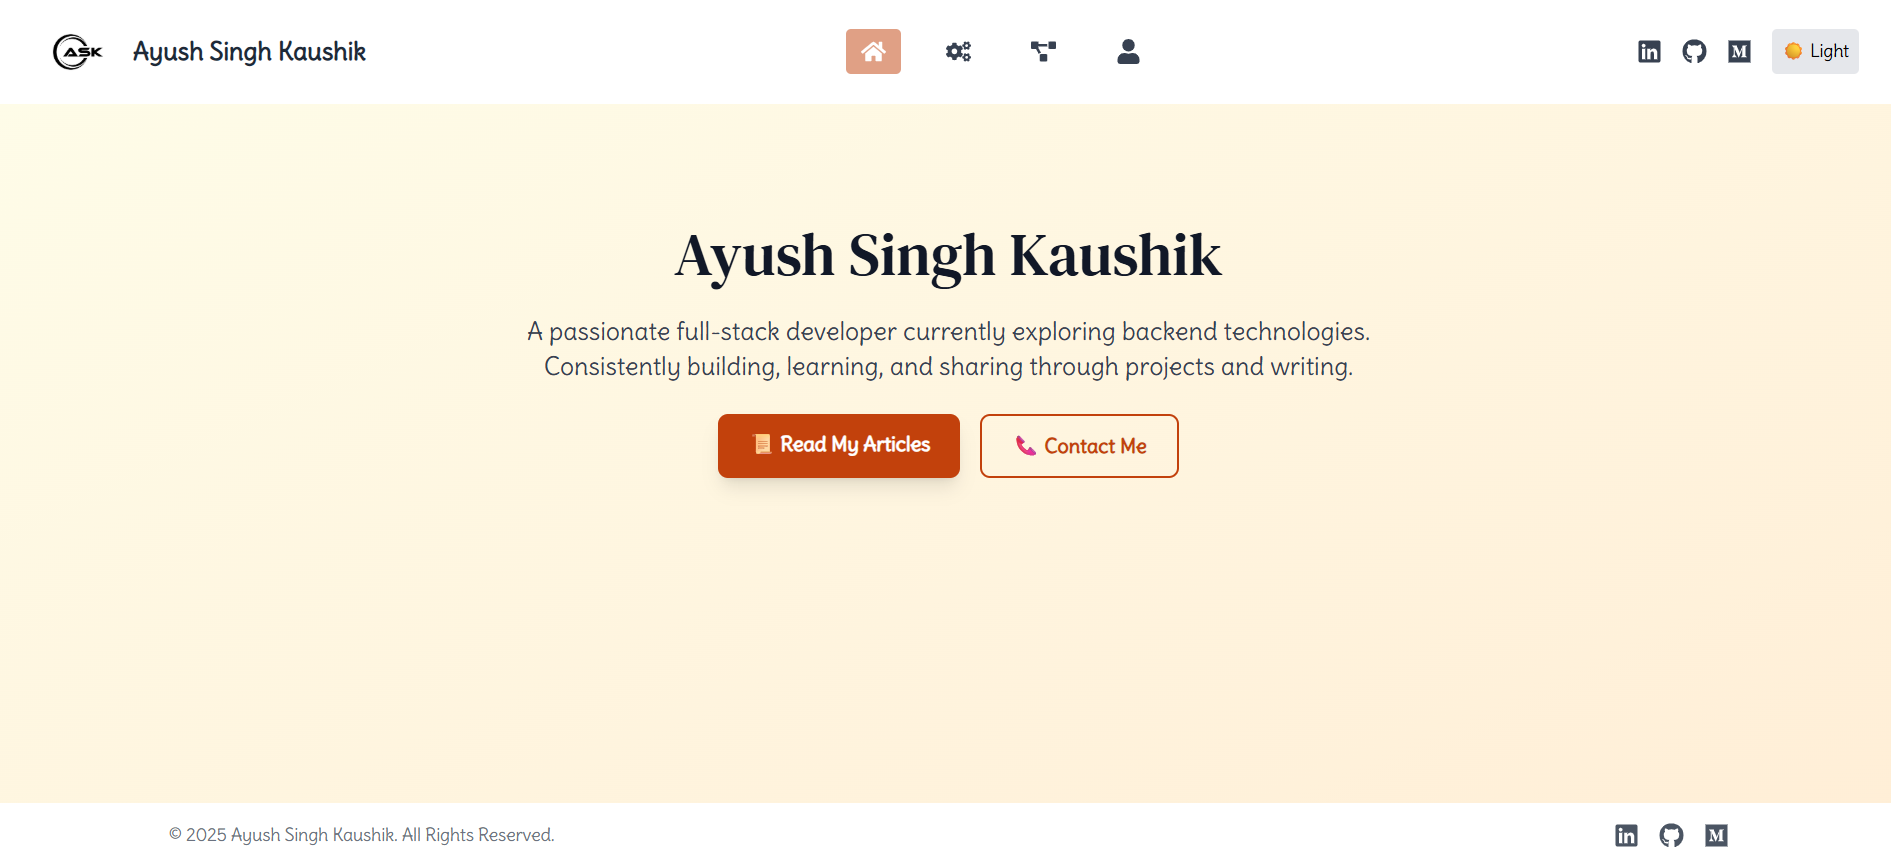 ASK
Ayush Singh Kaushik
M
Light
Ayush Singh Kaushik
A passionate full-stack developer currently exploring backend technologies.
Consistently building, learning, and sharing through projects and writing.
Read My Articles
Contact Me
© 2025 Ayush Singh Kaushik. All Rights Reserved.
in
M